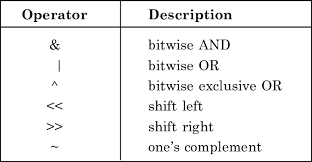 Operator Description
& bitwise AND
| bitwise OR
^ bitwise exclusive OR
<< shift left
>> shift right
~ one's complement